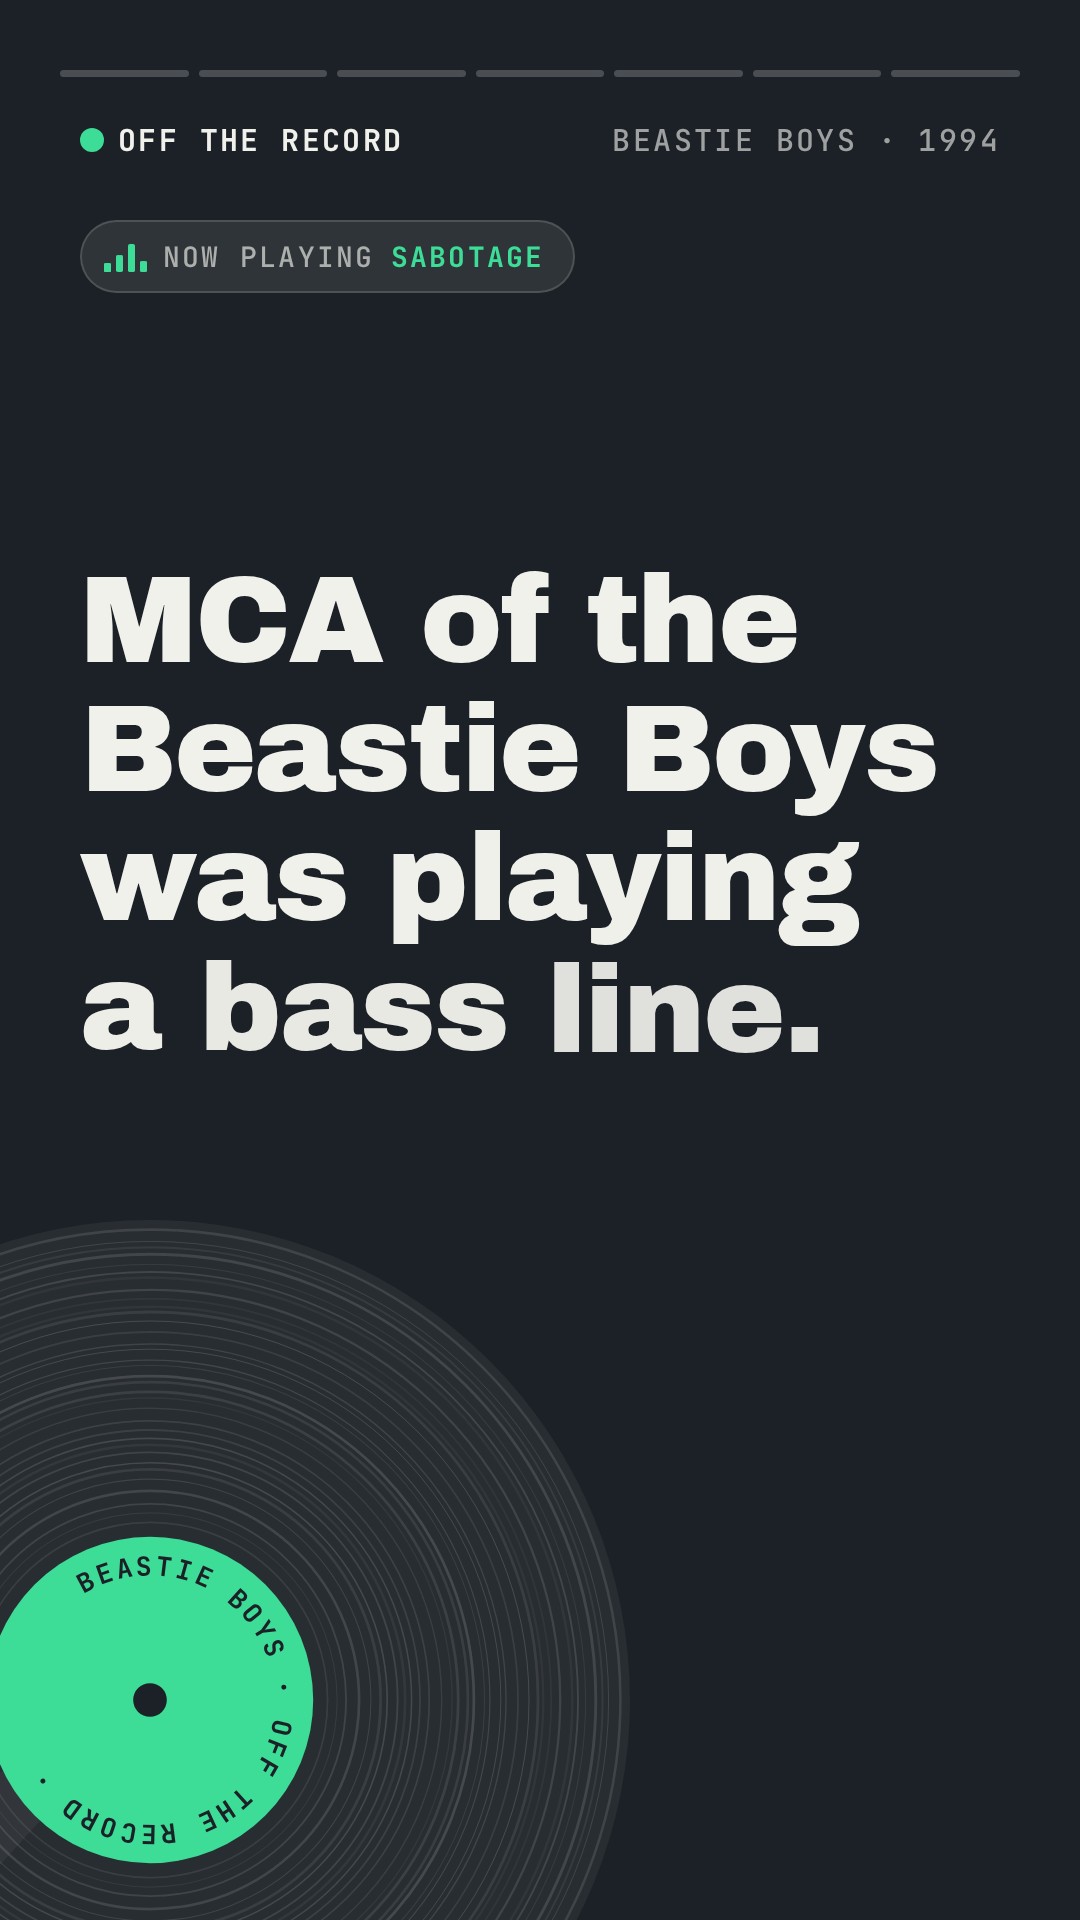 OFF THE RECORD
BEASTIE BOYS · 1994
NOW PLAYING SABOTAGE
MCA of the
Beastie Boys
was playing
a bass line.
BEASTIE BOYS · OFF THE RECORD ·